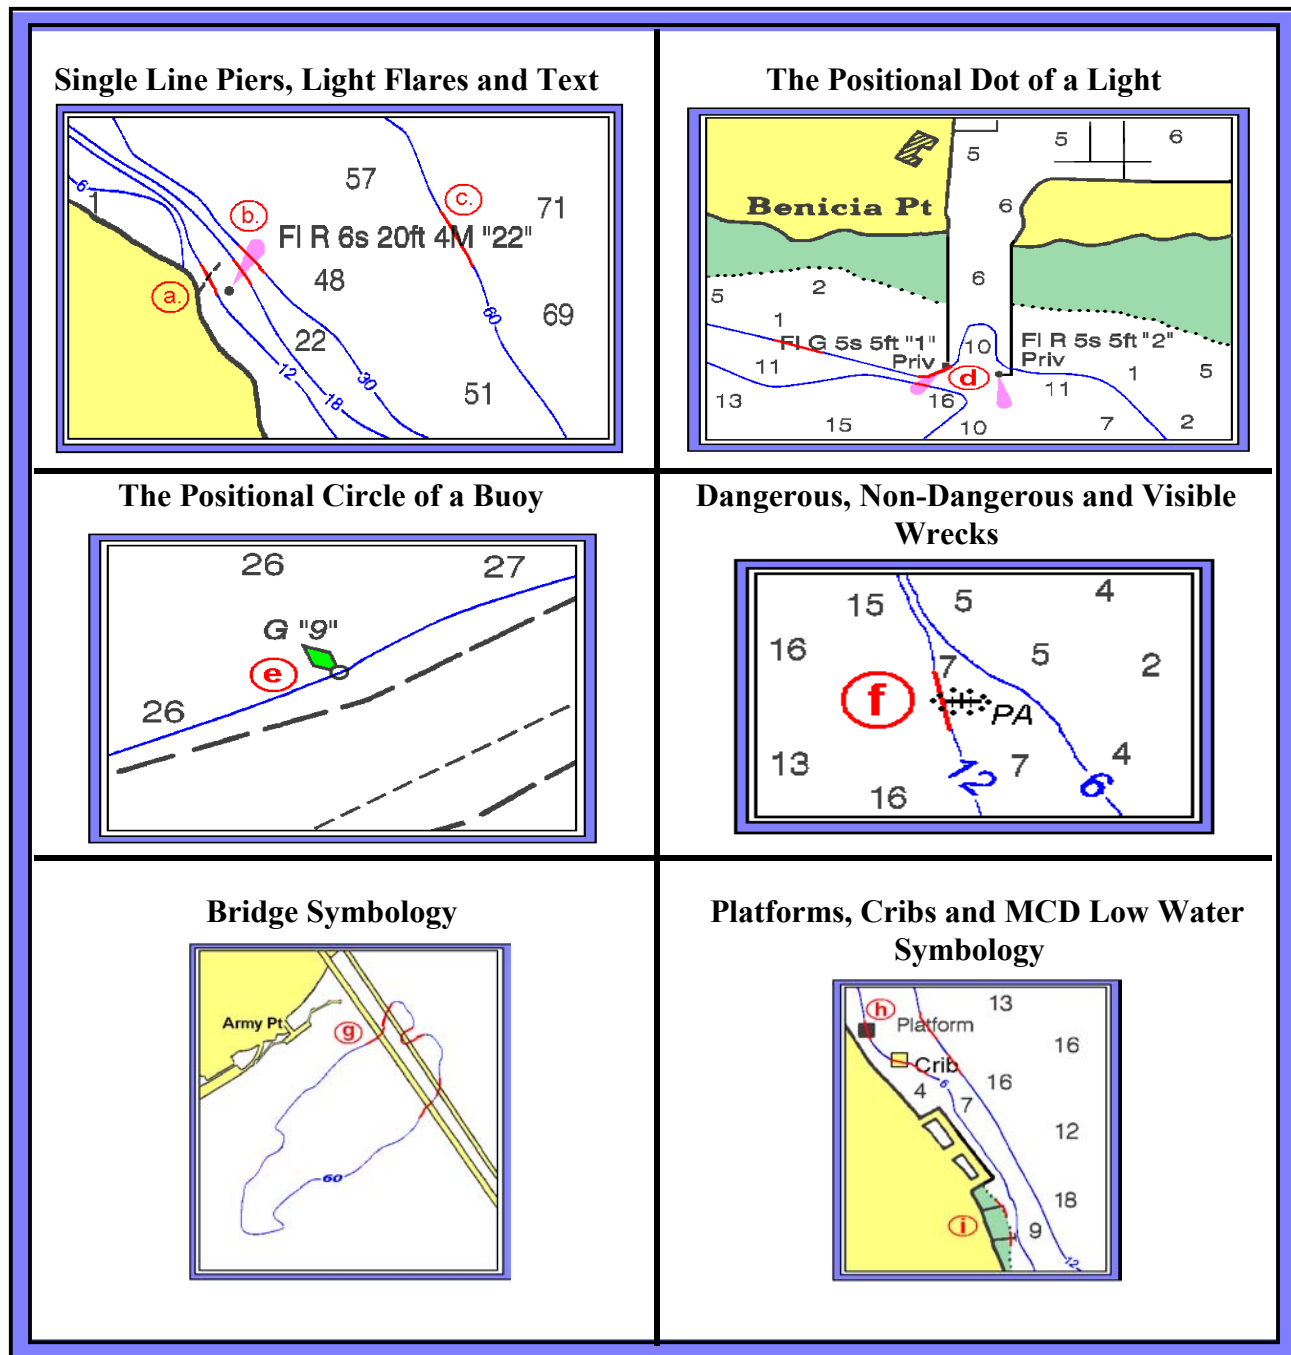 Single Line Piers, Light Flares and Text
57
c.
71
6
1
b.
Fl R 6s 20ft 4M "22"
48
a.
60
69
22
12
30
18
51
The Positional Dot of a Light
5
5
6
Benicia Pt
6
6
5
2
1
Fl G 5s 5ft "1"
Priv
10
Fl R 5s 5ft "2"
Priv
11
d
11
1
5
13
16
15
10
7
2
The Positional Circle of a Buoy
26
27
G "9"
e
26
Dangerous, Non-Dangerous and Visible
Wrecks
15
5
4
16
7
5
2
f
PA
13
12
7
6
4
16
Bridge Symbology
Army Pt
g
60
Platforms, Cribs and MCD Low Water
Symbology
13
h
Platform
16
Crib
6
16
4
7
12
18
i
9
12